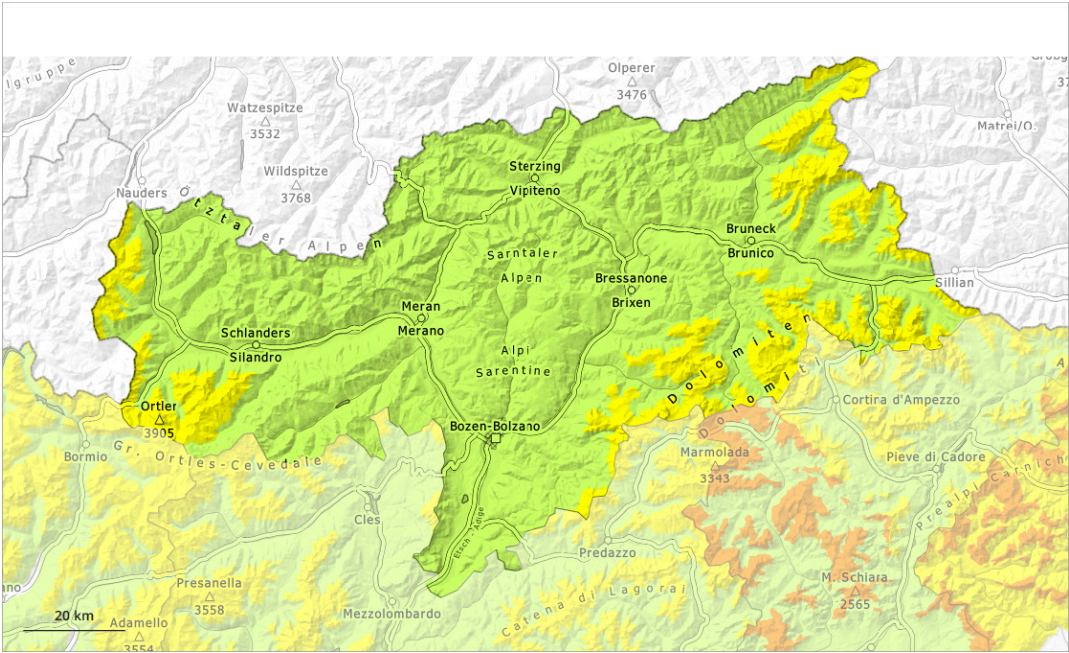 lgruppe
Olperer
3476
Watzespitze
3532
Matrei/O.
Sterzing
Vipiteno
Wildspitze
3768
Nauders
Ötztaler Alpen
Bruneck
Brunico
Sarntaler
Alpen
Bressanone
Brixen
Sillian
Meran
Merano
Schlanders
Silandro
Alpi
Sarentine
Dolomiten
Dolomiti
Ortler
3905
Cortina d'Ampezzo
Bozen-Bolzano
Gr. Ortles-Cevedale
Bormio
Marmolada
3343
Pieve di Cadore
Prealpi Carnich
Cles
Etsch - Adige
Predazzo
Presanella
3558
M. Schiara
2565
ano
Mezzolombardo
Catena di Lagorai
20 km
Adamello
3554